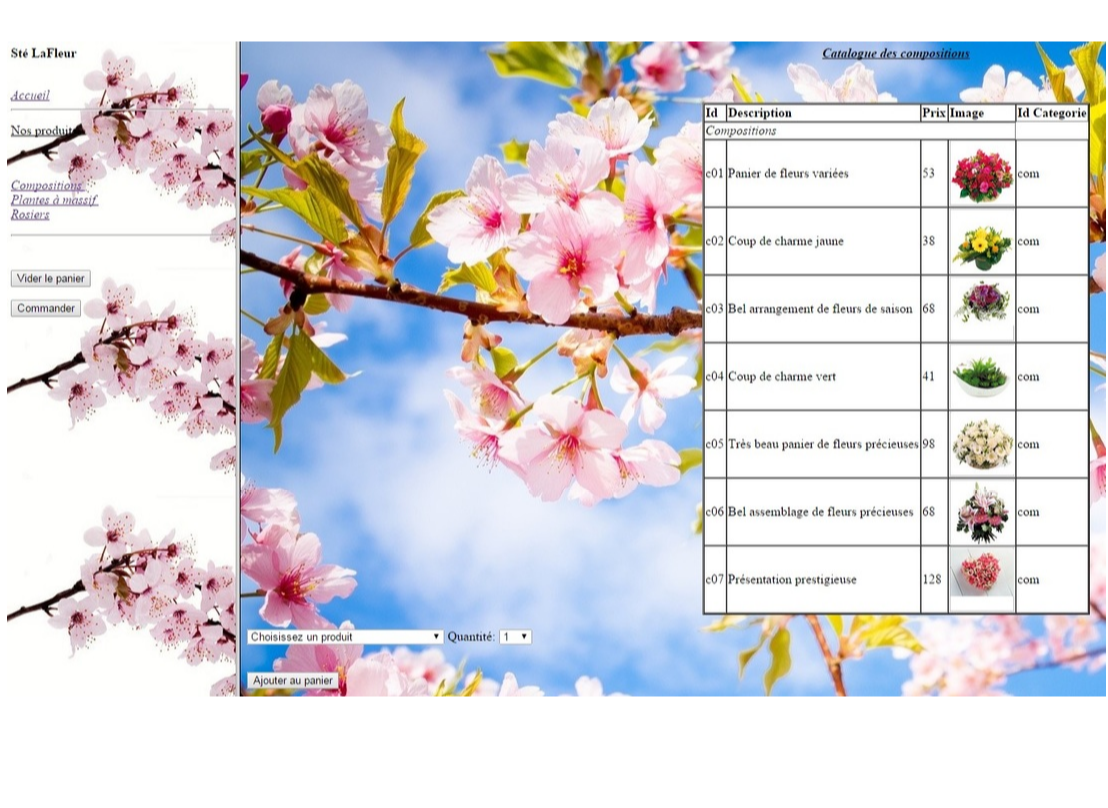 Sté LaFleur
Accueil
Nos produits
Compositions
Plantes à massif
Rosiers
Vider le panier
Commander
Catalogue des compositions
Id Description Prix Image Id Categorie
Compositions
c01 Panier de fleurs variées 53 com
c02 Coup de charme jaune 38 com
c03 Bel arrangement de fleurs de saison 68 com
c04 Coup de charme vert 41 com
c05 Très beau panier de fleurs précieuses 98 com
c06 Bel assemblage de fleurs précieuses 68 com
c07 Présentation prestigieuse 128 com
Choisissez un produit Quantité: 1
Ajouter au panier